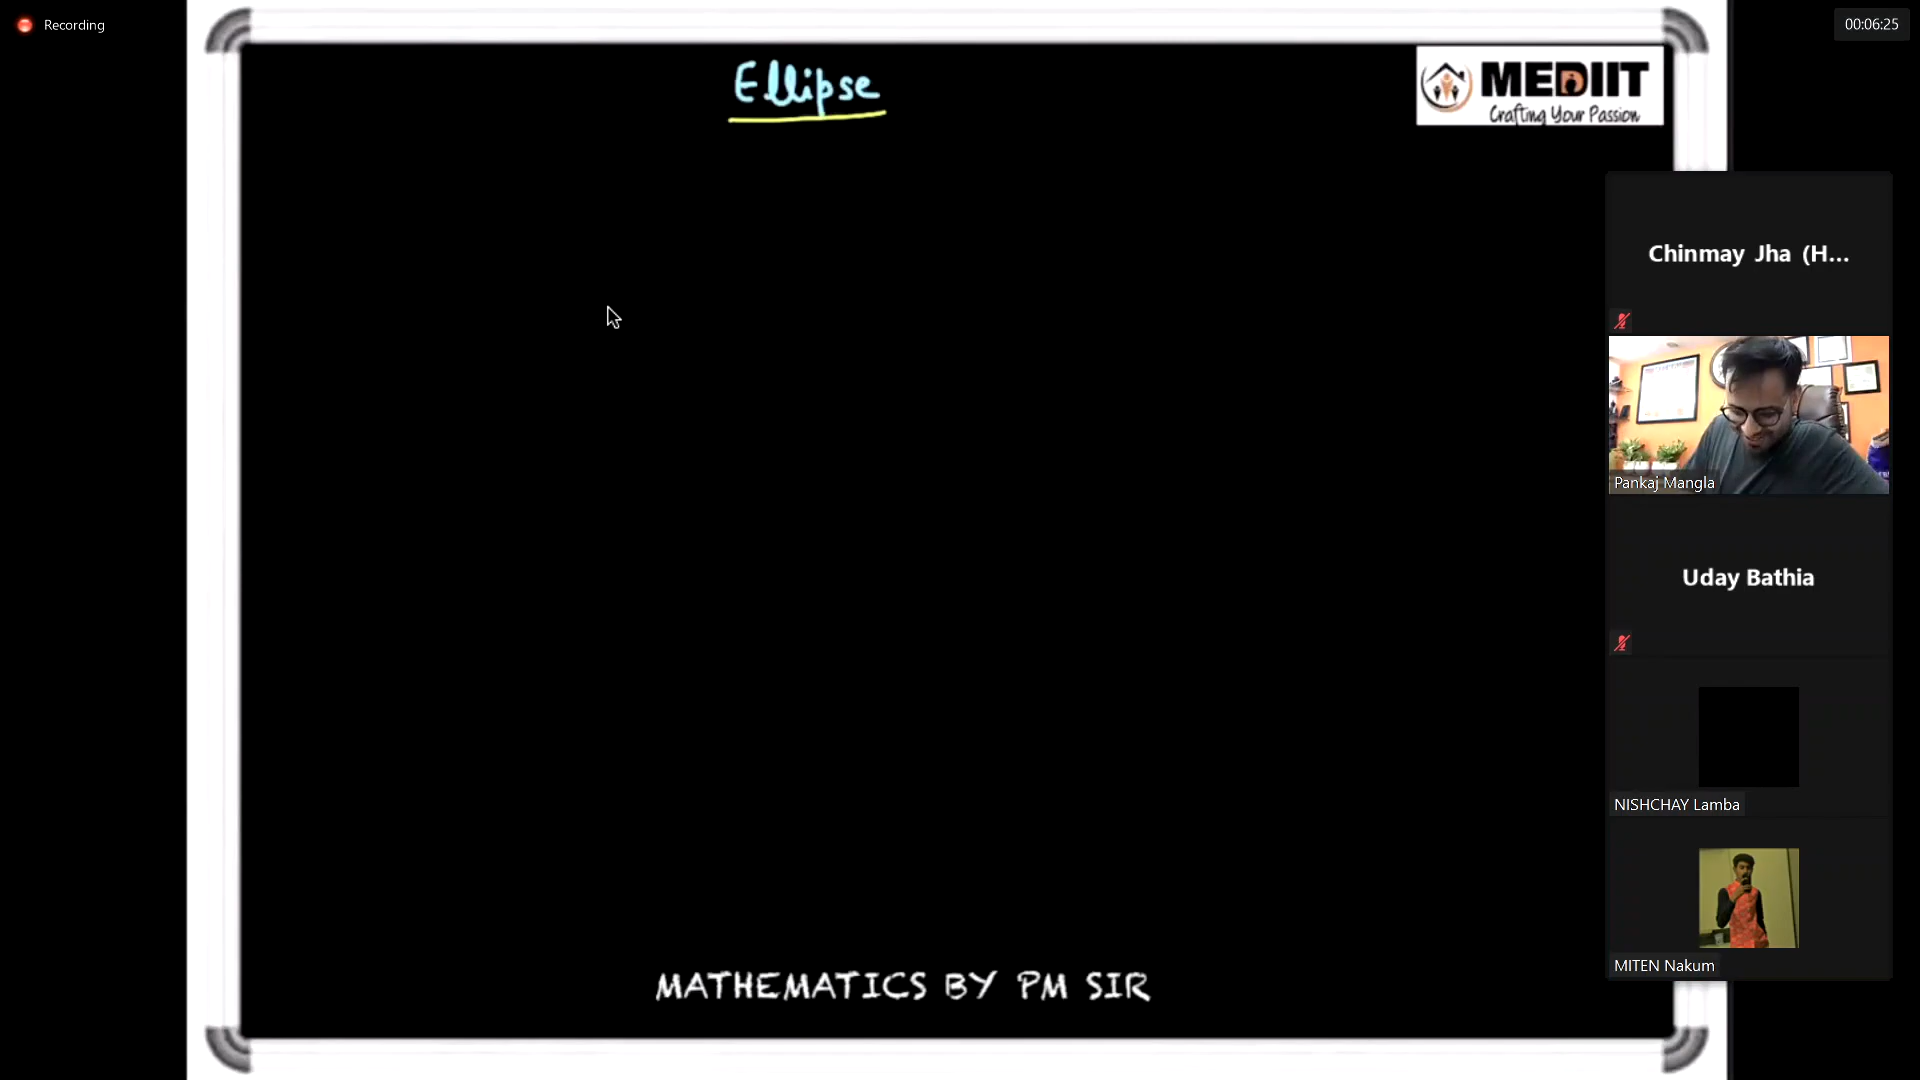 Recording
00:06:25
Ellipse
MEDIIT
Crafting Your Passion
Chinmay Jha (H...
Pankaj Mangla
Uday Bathia
NISHCHAY Lamba
MITEN Nakum
MATHEMATICS BY PM SIR